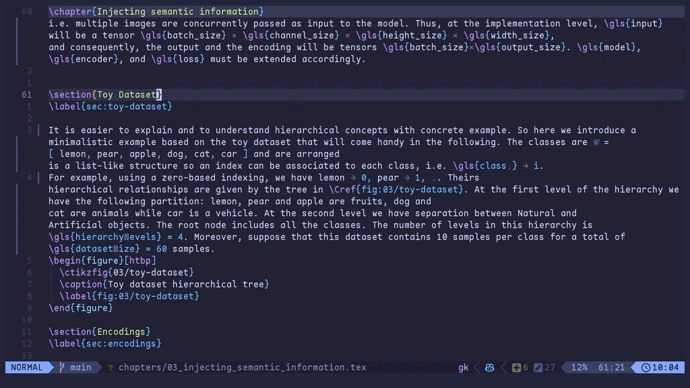 60 \chapter{Injecting semantic information}
i.e. multiple images are concurrently passed as input to the model. Thus, at the implementation level, \gls{input}
will be a tensor \gls{batch_size} × \gls{channel_size} × \gls{height_size} × \gls{width_size},
and consequently, the output and the encoding will be tensors \gls{batch_size}×\gls{output_size}. \gls{model},
\gls{encoder}, and \gls{loss} must be extended accordingly.
2
1
61 \section{Toy Dataset}
1 \label{sec:toy-dataset}
2
3 It is easier to explain and to understand hierarchical concepts with concrete example. So here we introduce a
minimalistic example based on the toy dataset that will come handy in the following. The classes are 𝒞 =
[ lemon, pear, apple, dog, cat, car ] and are arranged
is a list-like structure so an index can be associated to each class, i.e. \gls{classᵢ} → i.
4 For example, using a zero-based indexing, we have lemon → 0, pear → 1, …. Theirs
hierarchical relationships are given by the tree in \Cref{fig:03/toy-dataset}. At the first level of the hierarchy we
have the following partition: lemon, pear and apple are fruits, dog and
cat are animals while car is a vehicle. At the second level we have separation between Natural and
Artificial objects. The root node includes all the classes. The number of levels in this hierarchy is
\gls{hierarchy evels} = 4. Moreover, suppose that this dataset contains 10 samples per class for a total of
\gls{dataset ize} = 60 samples.
5 \begin{figure}[htbp]
6 \ctikzfig{03/toy-dataset}
7 \caption{Toy dataset hierarchical tree}
8 \label{fig:03/toy-dataset}
9 \end{figure}
10
11 \section{Encodings}
12 \label{sec:encodings}
13
NORMAL main chapters/03_injecting_semantic_information.tex gk 6 27 12% 61:21 10:04